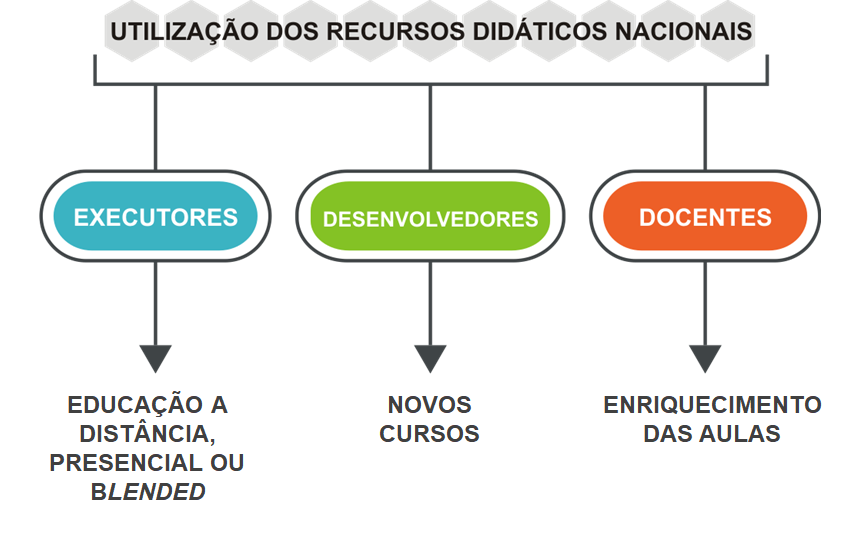 UTILIZAÇÃO DOS RECURSOS DIDÁTICOS NACIONAIS
EXECUTORES
DESENVOLVEDORES
DOCENTES
EDUCAÇÃO A
DISTÂNCIA,
PRESENCIAL OU
BLENDED
NOVOS
CURSOS
ENRIQUECIMENTO
DAS AULAS